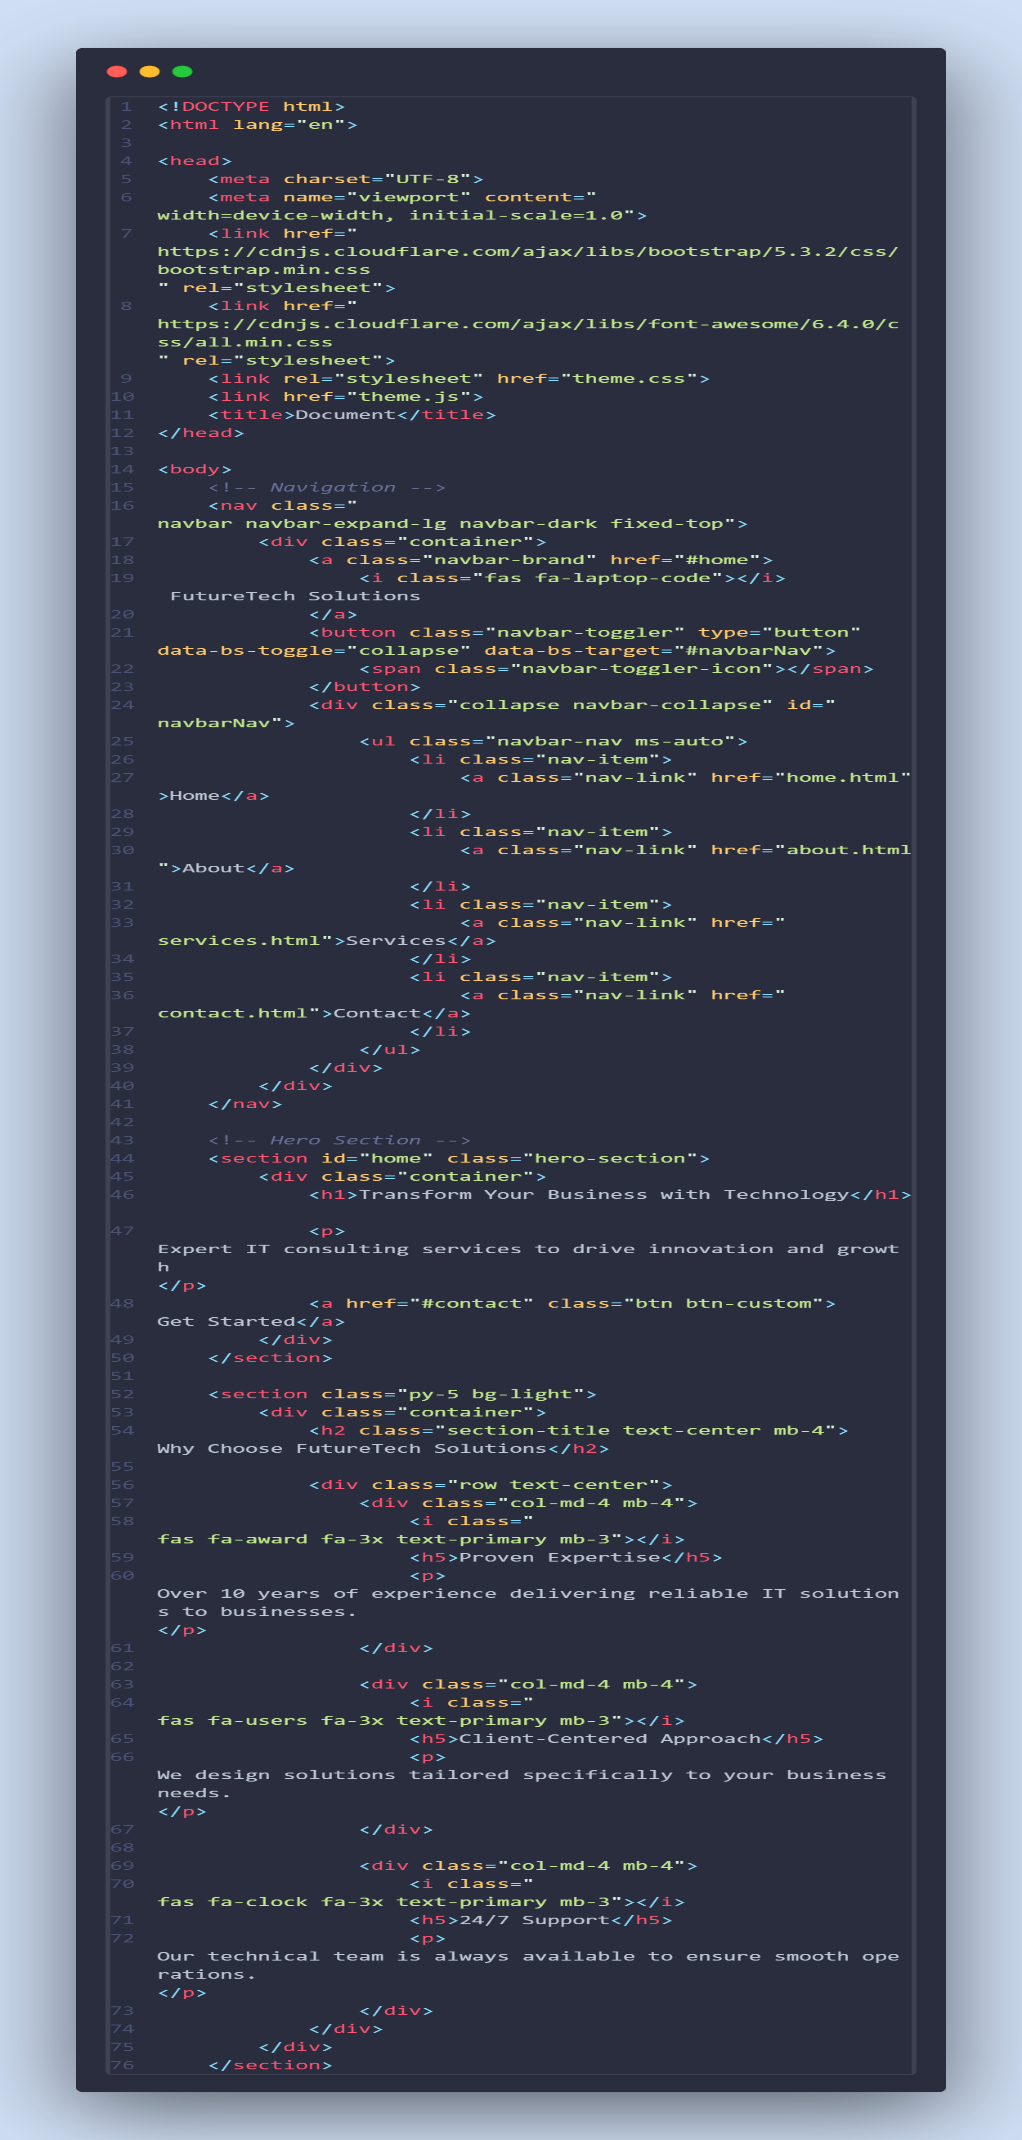 1 <!DOCTYPE html>
2 <html lang="en">
3
4 <head>
5     <meta charset="UTF-8">
6     <meta name="viewport" content="
width=device-width, initial-scale=1.0">
7     <link href="
https://cdnjs.cloudflare.com/ajax/libs/bootstrap/5.3.2/css/
bootstrap.min.css
" rel="stylesheet">
8     <link href="
https://cdnjs.cloudflare.com/ajax/libs/font-awesome/6.4.0/c
ss/all.min.css
" rel="stylesheet">
9     <link rel="stylesheet" href="theme.css">
10     <link href="theme.js">
11     <title>Document</title>
12 </head>
13
14 <body>
15     <!-- Navigation -->
16     <nav class="
navbar navbar-expand-lg navbar-dark fixed-top">
17         <div class="container">
18             <a class="navbar-brand" href="#home">
19                 <i class="fas fa-laptop-code"></i>
 FutureTech Solutions
20             </a>
21             <button class="navbar-toggler" type="button"
data-bs-toggle="collapse" data-bs-target="#navbarNav">
22                 <span class="navbar-toggler-icon"></span>
23             </button>
24             <div class="collapse navbar-collapse" id="
navbarNav">
25                 <ul class="navbar-nav ms-auto">
26                     <li class="nav-item">
27                         <a class="nav-link" href="home.html"
>Home</a>
28                     </li>
29                     <li class="nav-item">
30                         <a class="nav-link" href="about.html
">About</a>
31                     </li>
32                     <li class="nav-item">
33                         <a class="nav-link" href="
services.html">Services</a>
34                     </li>
35                     <li class="nav-item">
36                         <a class="nav-link" href="
contact.html">Contact</a>
37                     </li>
38                 </ul>
39             </div>
40         </div>
41     </nav>
42
43     <!-- Hero Section -->
44     <section id="home" class="hero-section">
45         <div class="container">
46             <h1>Transform Your Business with Technology</h1>
47             <p>
Expert IT consulting services to drive innovation and growt
h
</p>
48             <a href="#contact" class="btn btn-custom">
Get Started</a>
49         </div>
50     </section>
51
52     <section class="py-5 bg-light">
53         <div class="container">
54             <h2 class="section-title text-center mb-4">
Why Choose FutureTech Solutions</h2>
55
56             <div class="row text-center">
57                 <div class="col-md-4 mb-4">
58                     <i class="
fas fa-award fa-3x text-primary mb-3"></i>
59                     <h5>Proven Expertise</h5>
60                     <p>
Over 10 years of experience delivering reliable IT solution
s to businesses.
</p>
61                 </div>
62
63                 <div class="col-md-4 mb-4">
64                     <i class="
fas fa-users fa-3x text-primary mb-3"></i>
65                     <h5>Client-Centered Approach</h5>
66                     <p>
We design solutions tailored specifically to your business
needs.
</p>
67                 </div>
68
69                 <div class="col-md-4 mb-4">
70                     <i class="
fas fa-clock fa-3x text-primary mb-3"></i>
71                     <h5>24/7 Support</h5>
72                     <p>
Our technical team is always available to ensure smooth ope
rations.
</p>
73                 </div>
74             </div>
75         </div>
76     </section>